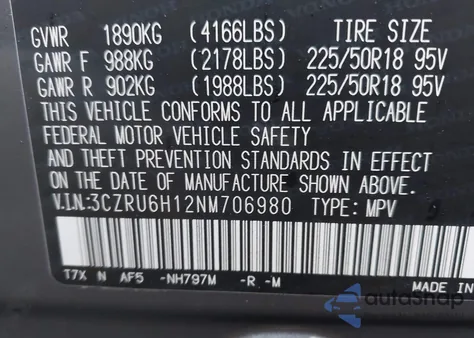 GVWR 1890KG (4166LBS) TIRE SIZE
GAWR F 988KG (2178LBS) 225/50R18 95V
GAWR R 902KG (1988LBS) 225/50R18 95V
THIS VEHICLE CONFORMS TO ALL APPLICABLE
FEDERAL MOTOR VEHICLE SAFETY
AND THEFT PREVENTION STANDARDS IN EFFECT
ON THE DATE OF MANUFACTURE SHOWN ABOVE.
V.I.N.:3CZRU6H12NM706980 TYPE: MPV
T7X N AF5 -NH797M -R -M MADE IN
autoshop